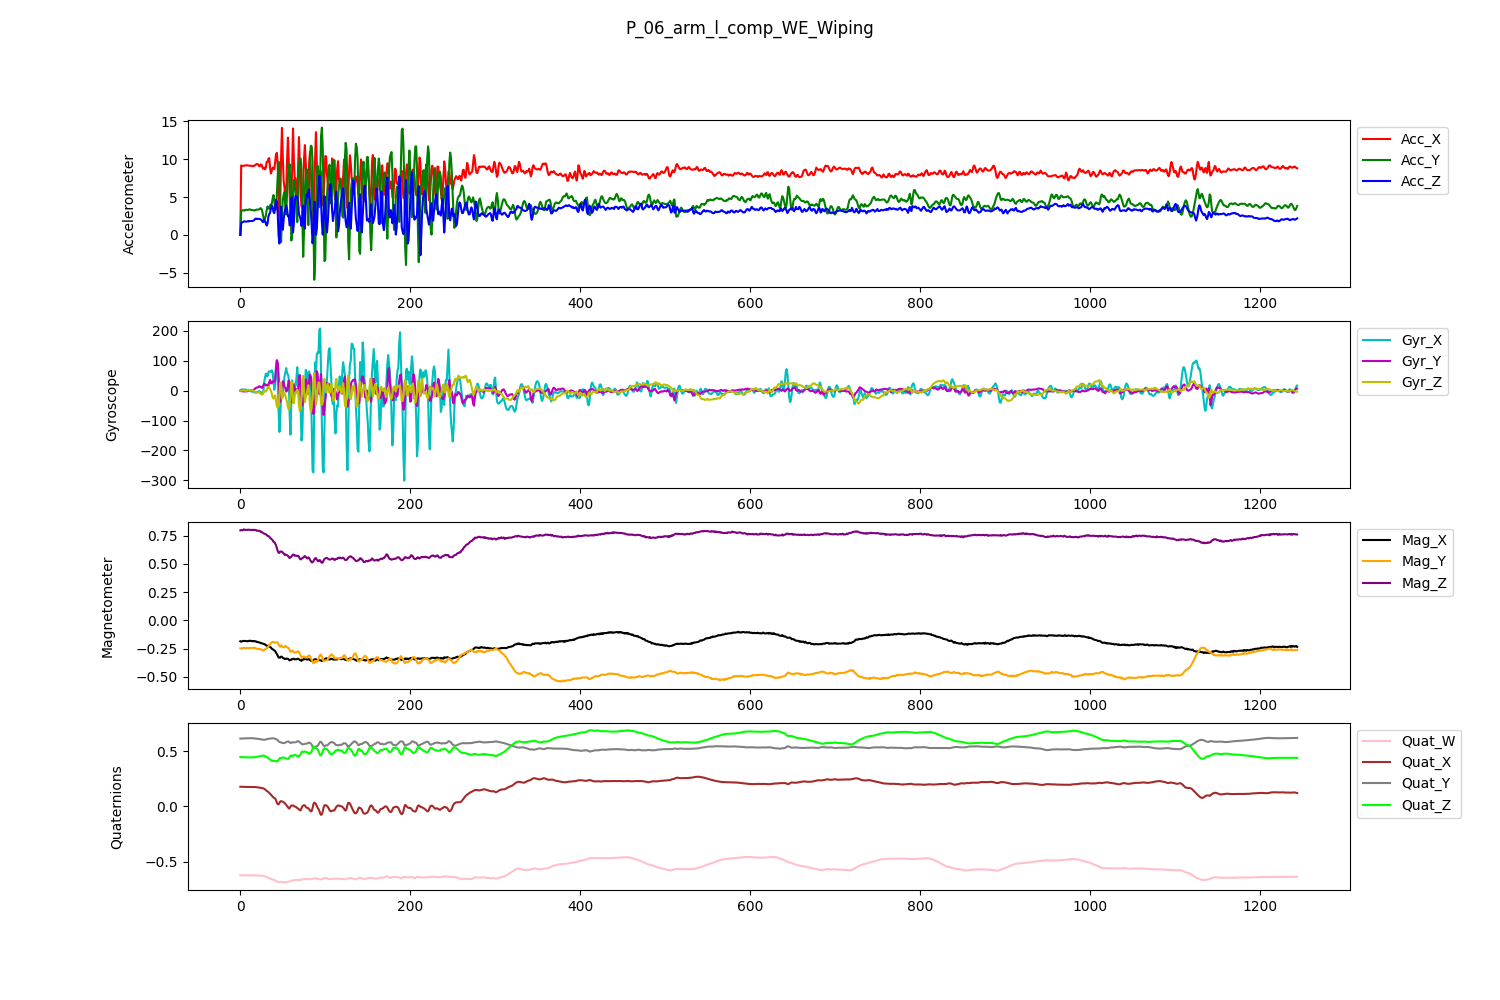 P_06_arm_l_comp_WE_Wiping
Accelerometer
15
10
5
0
−5
0 200 400 600 800 1000 1200
Acc_X
Acc_Y
Acc_Z
Gyroscope
200
100
0
−100
−200
−300
0 200 400 600 800 1000 1200
Gyr_X
Gyr_Y
Gyr_Z
Magnetometer
0.75
0.50
0.25
0.00
−0.25
−0.50
0 200 400 600 800 1000 1200
Mag_X
Mag_Y
Mag_Z
Quaternions
0.5
0.0
−0.5
0 200 400 600 800 1000 1200
Quat_W
Quat_X
Quat_Y
Quat_Z